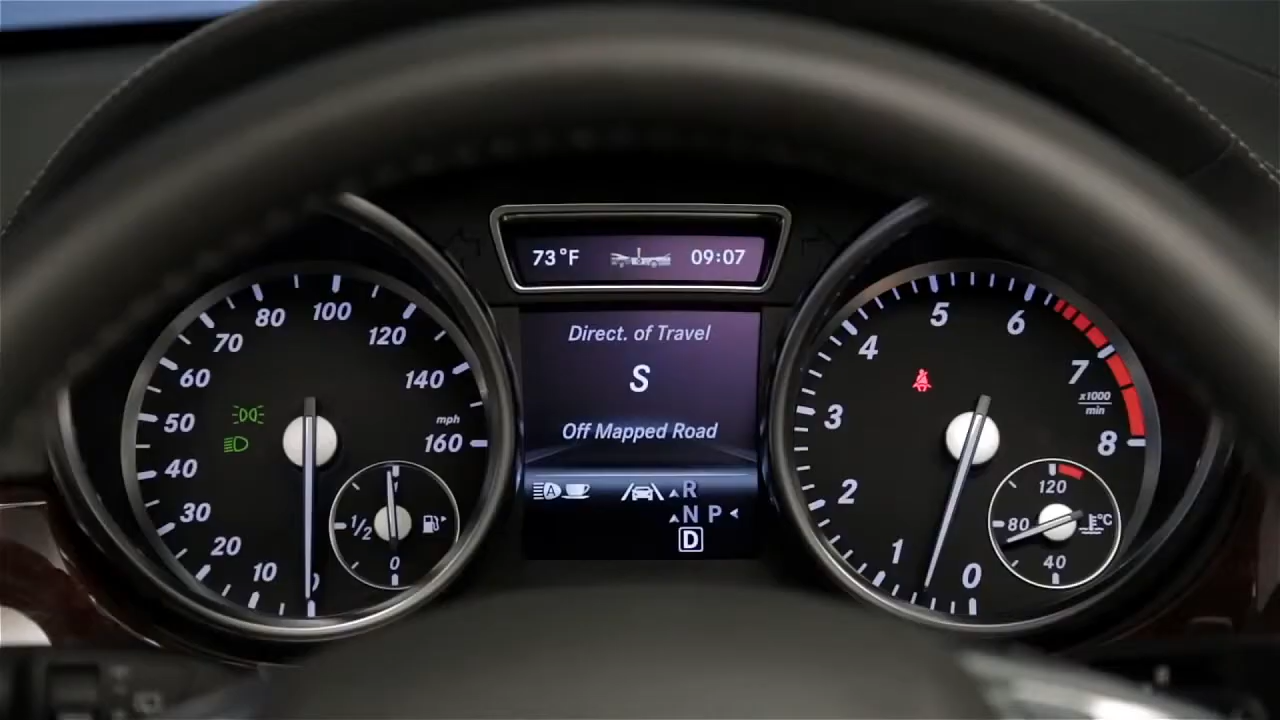 73°F 09:07
Direct. of Travel
S
Off Mapped Road
A
R
N P
D
10
20
30
40
50
60
70
80
100
120
140
mph
160
1
1/2
0
0
1
2
3
4
5
6
7
x1000
min
8
120
80 °C
40